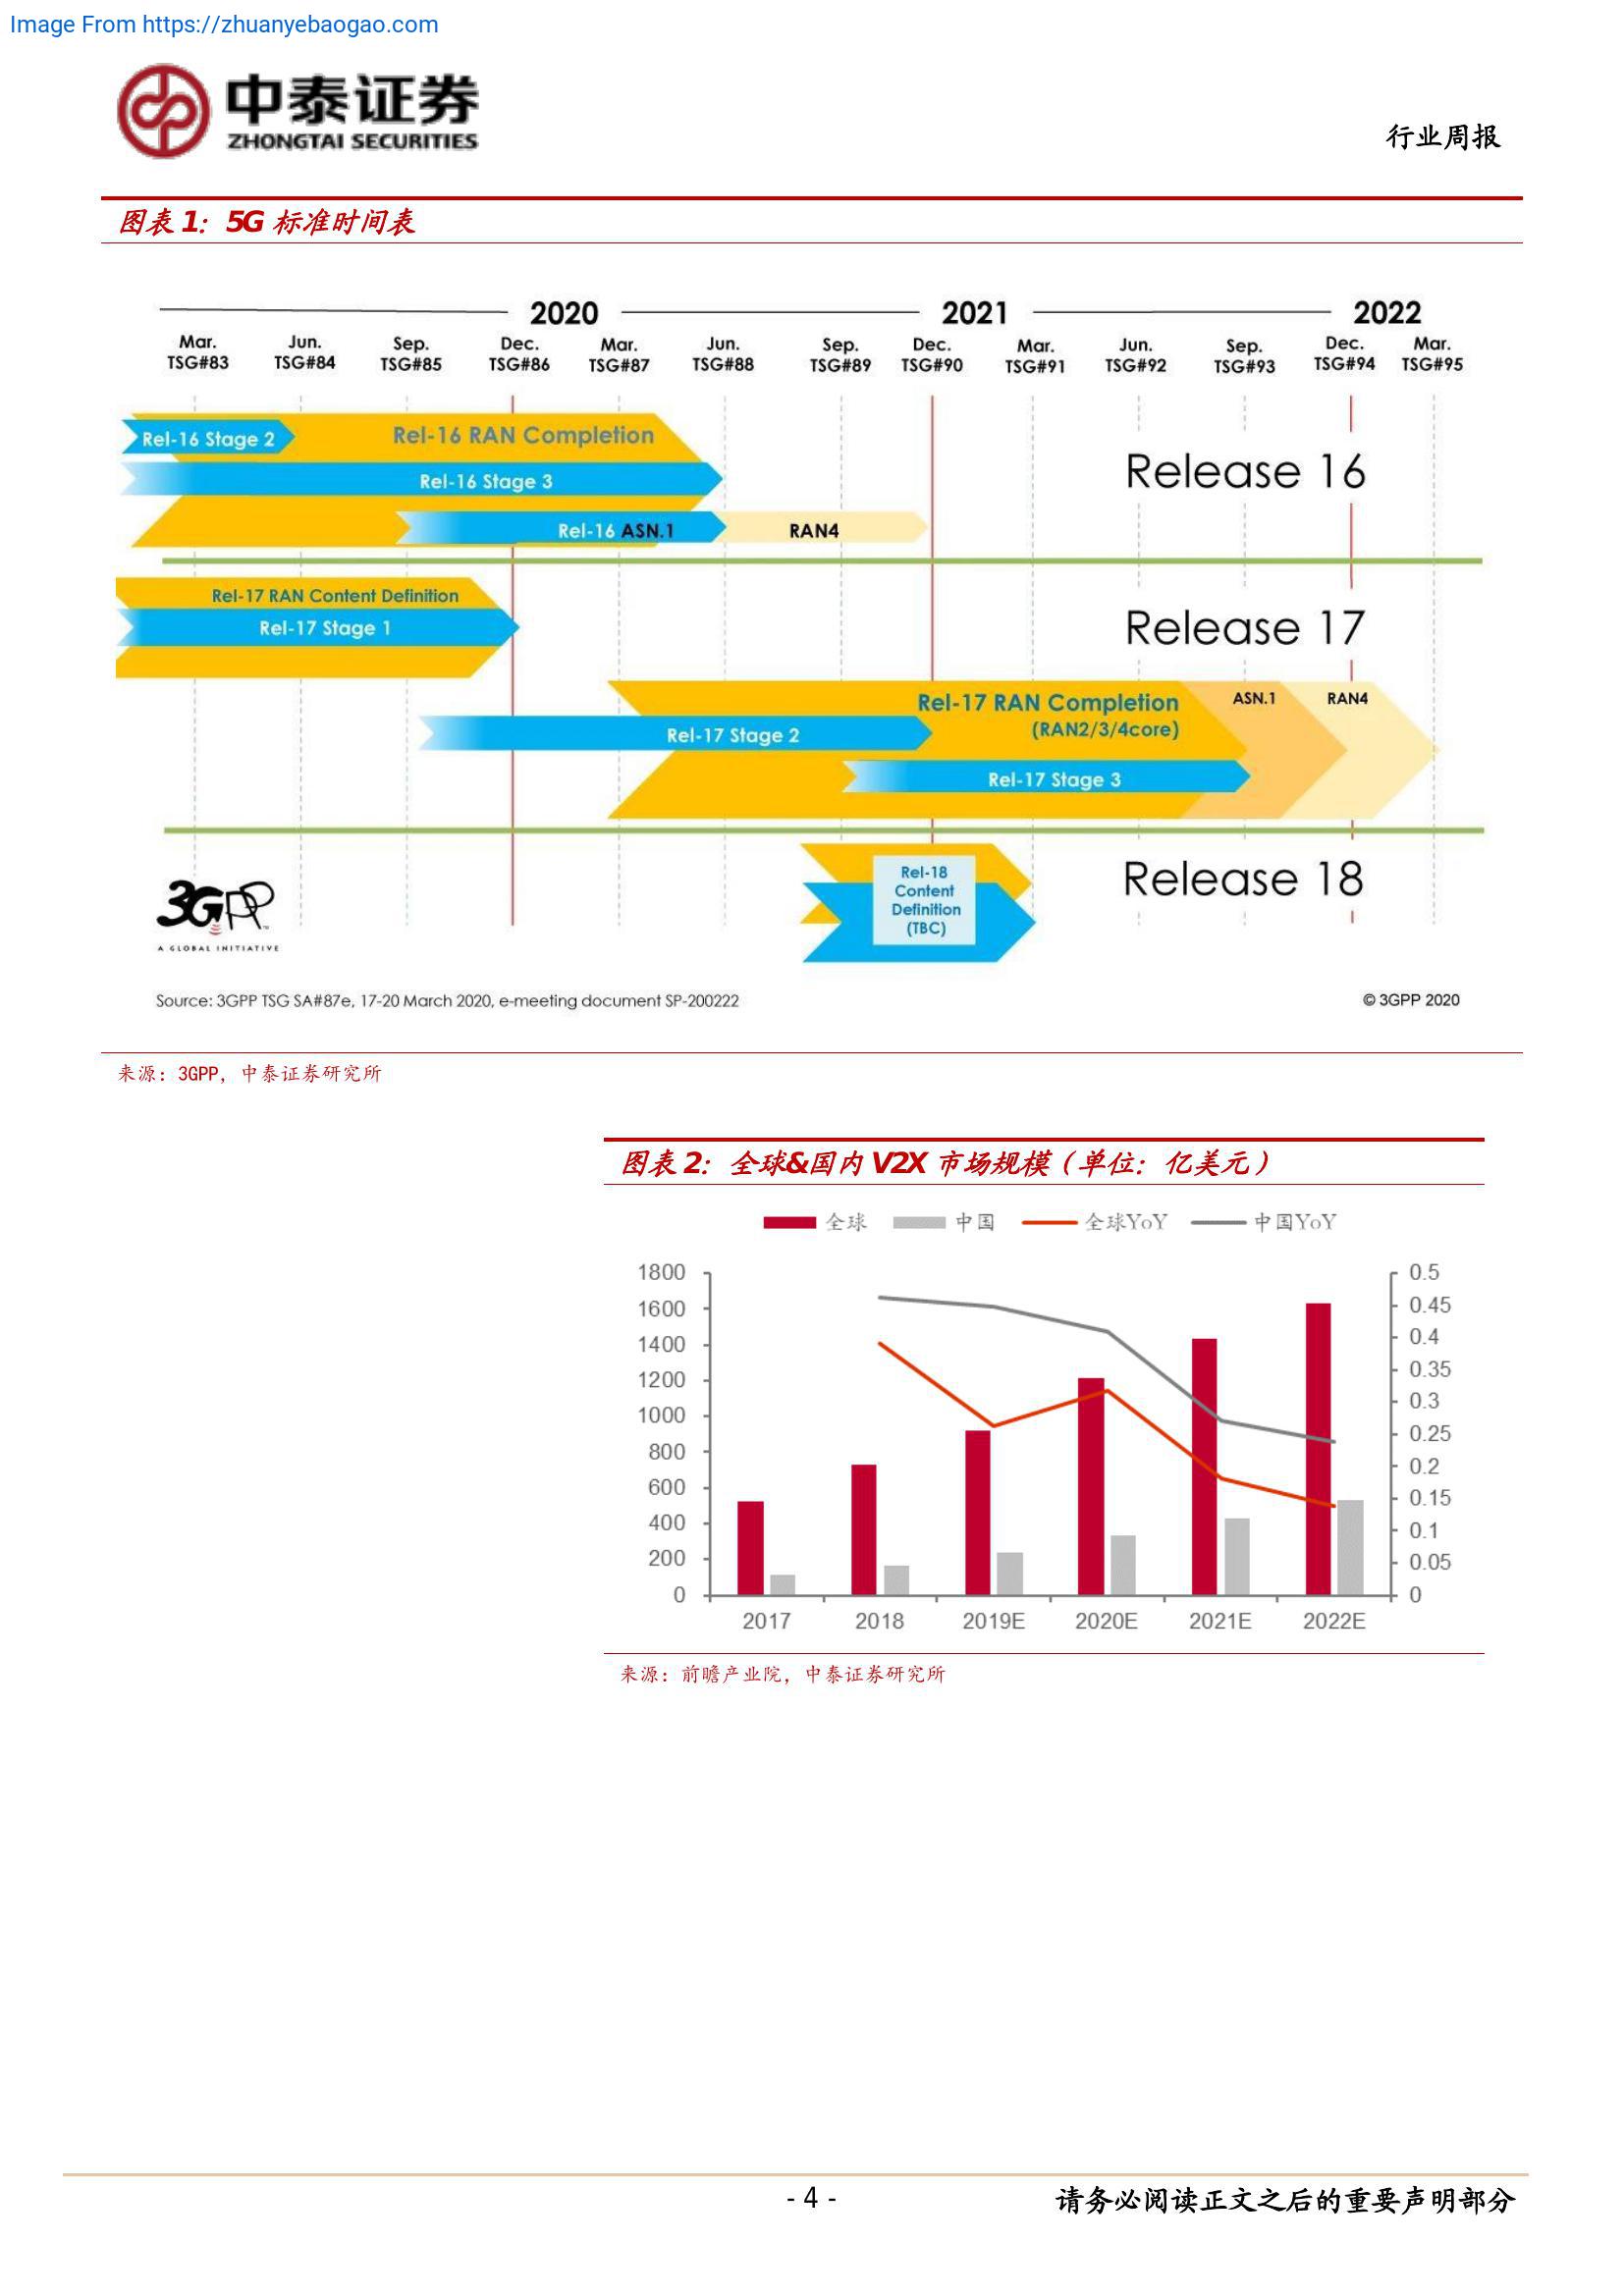 Image From https://zhuanyebaogao.com
中泰证券
ZHONGTAI SECURITIES
行业周报
图表 1：5G 标准时间表
2020 2021 2022
Mar. Jun. Sep. Dec. Mar. Jun. Sep. Dec. Mar. Jun. Sep. Dec. Mar.
TSG#83 TSG#84 TSG#85 TSG#86 TSG#87 TSG#88 TSG#89 TSG#90 TSG#91 TSG#92 TSG#93 TSG#94 TSG#95
Rel-16 Stage 2 Rel-16 RAN Completion
Release 16
Rel-16 Stage 3
Rel-16 ASN.1 RAN4
Rel-17 RAN Content Definition
Rel-17 Stage 1
Release 17
Rel-17 RAN Completion ASN.1 RAN4
(RAN2/3/4core)
Rel-17 Stage 2
Rel-17 Stage 3
Rel-18
Content
Definition
(TBC)
Release 18
3GPP
TM
A GLOBAL INITIATIVE
Source: 3GPP TSG SA#87e, 17-20 March 2020, e-meeting document SP-200222 © 3GPP 2020
来源：3GPP，中泰证券研究所
图表 2：全球&国内 V2X 市场规模（单位：亿美元）
全球 中国 全球YoY 中国YoY
1800 0.5
1600 0.45
1400 0.4
1200 0.35
1000 0.3
800 0.25
600 0.2
400 0.15
200 0.1
0 0.05
0
2017 2018 2019E 2020E 2021E 2022E
来源：前瞻产业院，中泰证券研究所
- 4 - 请务必阅读正文之后的重要声明部分